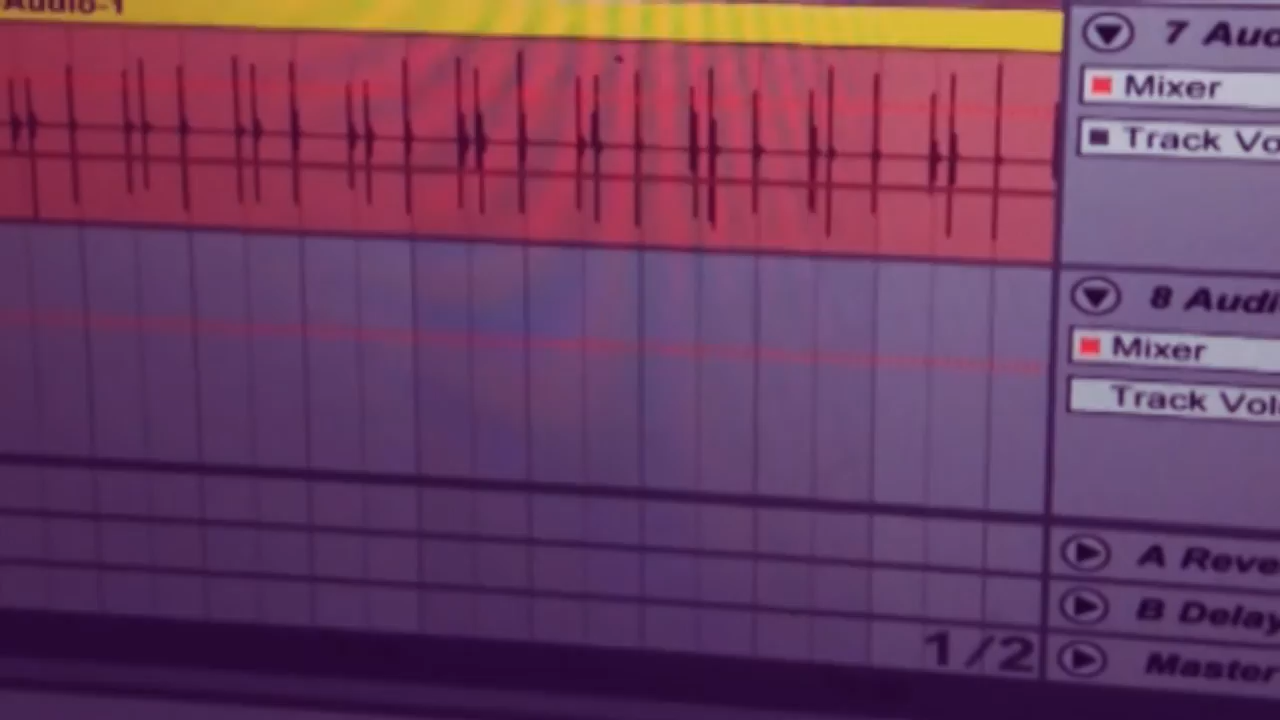 Audio-1
7 Aud
Mixer
Track Vo
8 Audi
Mixer
Track Vol
A Reve
B Delay
1/2
Master